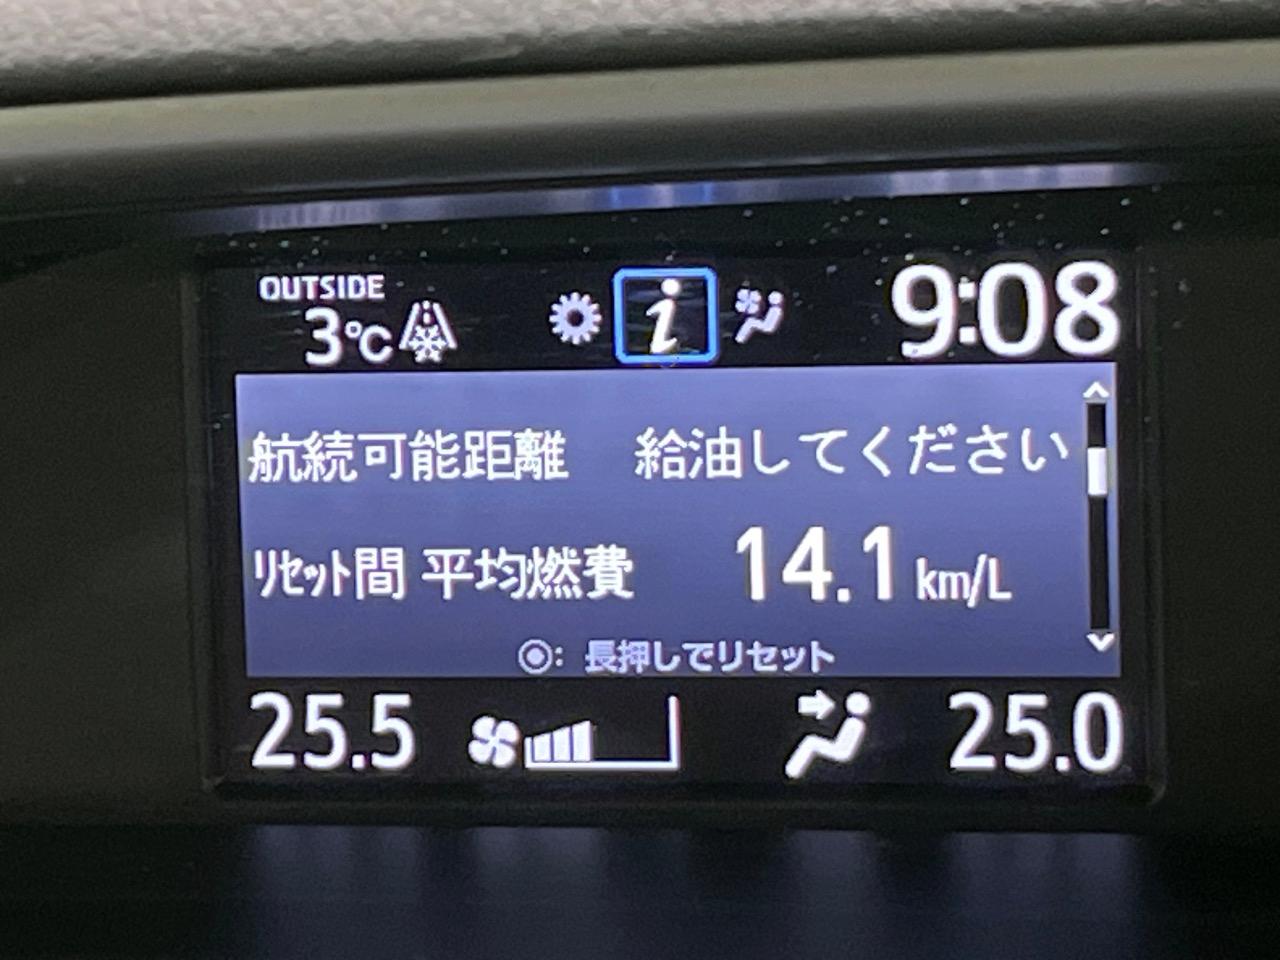 OUTSIDE
3℃
9:08
航続可能距離 給油してください
ﾘｾｯﾄ間 平均燃費 14.1 km/L
◉: 長押しでリセット
25.5 25.0